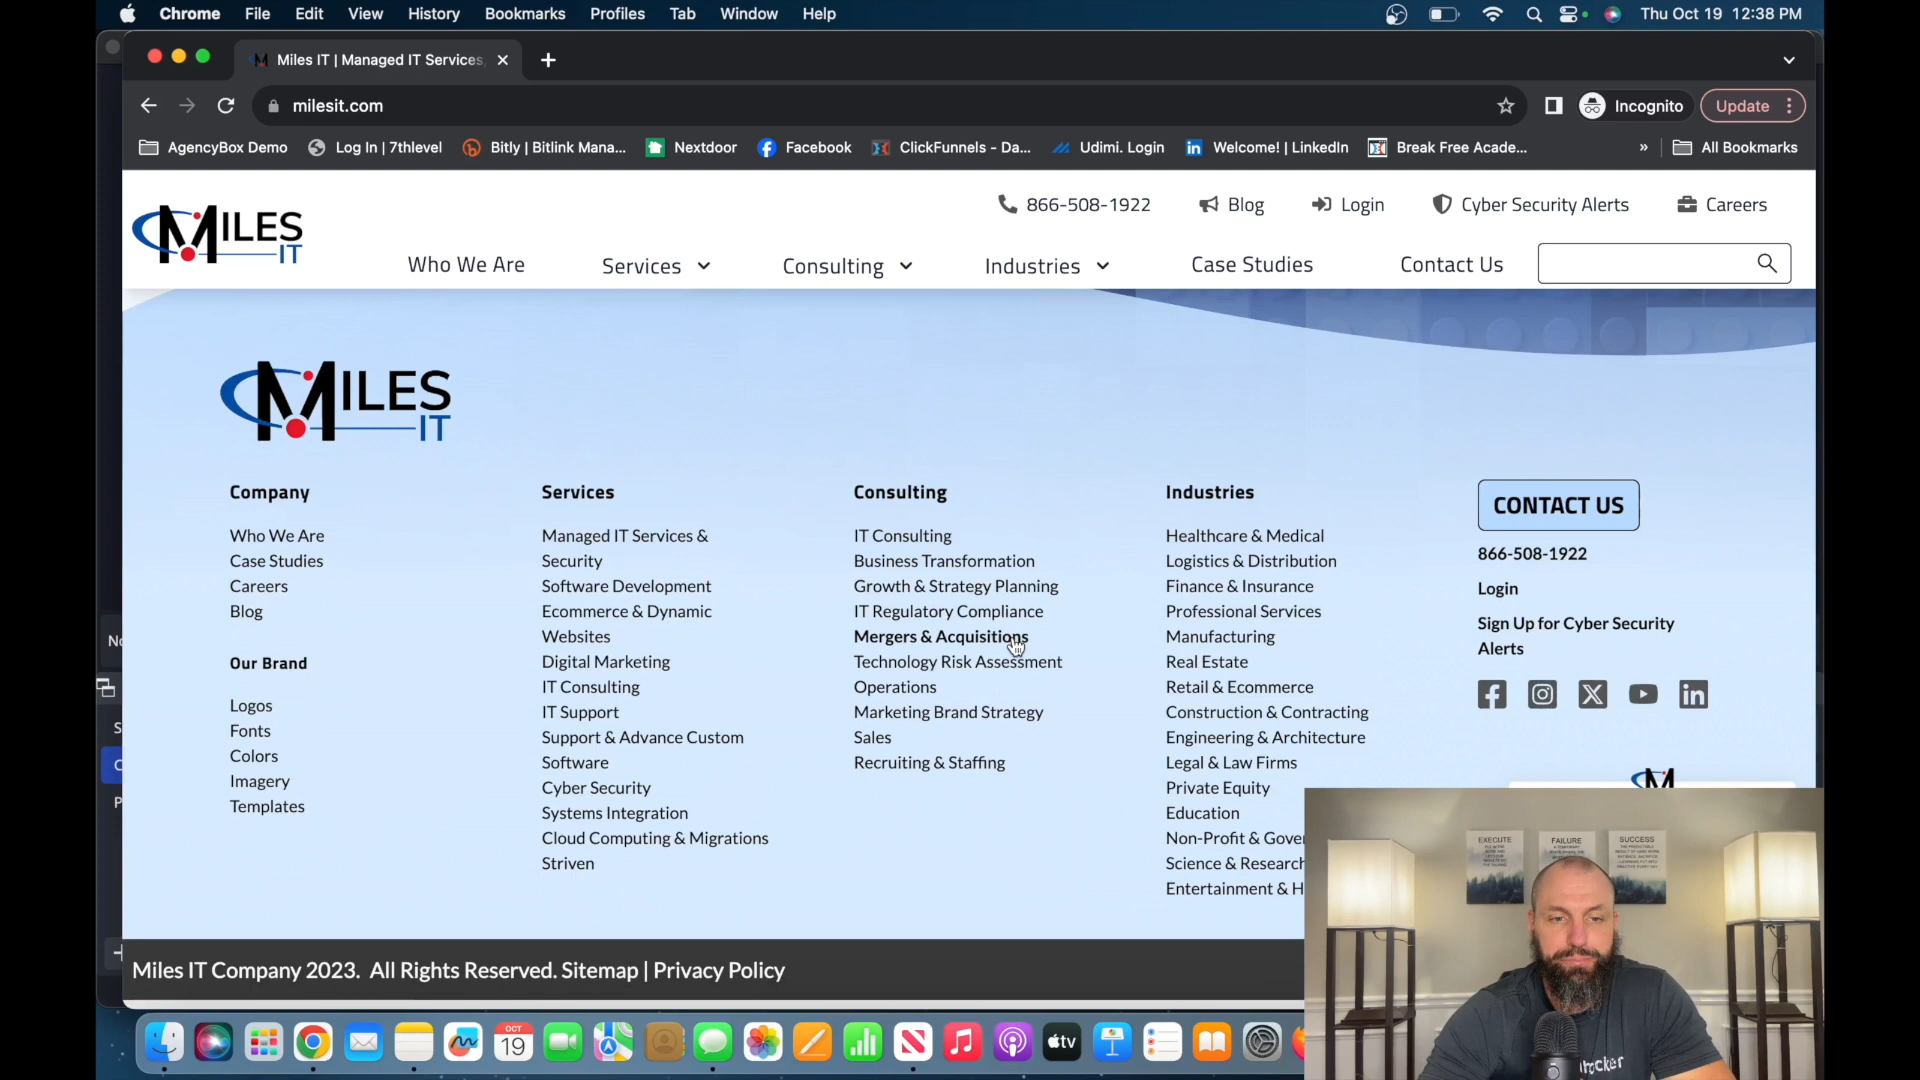 Chrome File Edit View History Bookmarks Profiles Tab Window Help Thu Oct 19 12:38 PM
Miles IT | Managed IT Services,
milesit.com Incognito Update
AgencyBox Demo Log In | 7thlevel Bitly | Bitlink Mana... Nextdoor Facebook ClickFunnels - Da... Udimi. Login Welcome! | LinkedIn Break Free Acade... » All Bookmarks
866-508-1922 Blog Login Cyber Security Alerts Careers
MILES IT
Who We Are Services Consulting Industries Case Studies Contact Us
MILES
IT
Company
Who We Are
Case Studies
Careers
Blog
Our Brand
Logos
Fonts
Colors
Imagery
Templates
Services
Managed IT Services &
Security
Software Development
Ecommerce & Dynamic
Websites
Digital Marketing
IT Consulting
IT Support
Support & Advance Custom
Software
Cyber Security
Systems Integration
Cloud Computing & Migrations
Striven
Consulting
IT Consulting
Business Transformation
Growth & Strategy Planning
IT Regulatory Compliance
Mergers & Acquisitions
Technology Risk Assessment
Operations
Marketing Brand Strategy
Sales
Recruiting & Staffing
Industries
Healthcare & Medical
Logistics & Distribution
Finance & Insurance
Professional Services
Manufacturing
Real Estate
Retail & Ecommerce
Construction & Contracting
Engineering & Architecture
Legal & Law Firms
Private Equity
Education
Non-Profit & Gover
Science & Research
Entertainment & H
CONTACT US
866-508-1922
Login
Sign Up for Cyber Security
Alerts
EXECUTE FAILURE SUCCESS
Miles IT Company 2023. All Rights Reserved. Sitemap | Privacy Policy
OCT
19
tv